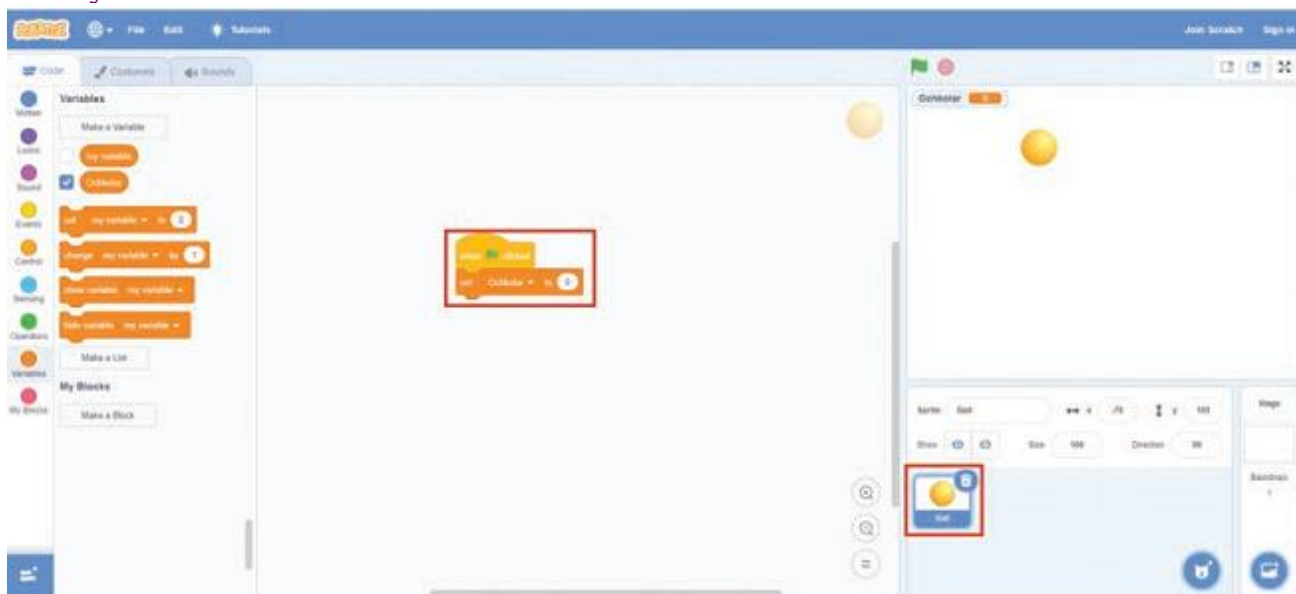 SCRATCH
File Edit Tutorials
Join Scratch Sign in
Code Costumes Sounds
Motion
Looks
Sound
Events
Control
Sensing
Operators
Variables
My Blocks
Variables
Make a Variable
my variable
set my variable to 0
change my variable by 1
show variable my variable
hide variable my variable
Make a List
My Blocks
Make a Block
when clicked
set to 0
Sprite Ball x y
Show Size 100 Direction 90
Ball
Stage
Backdrops
1